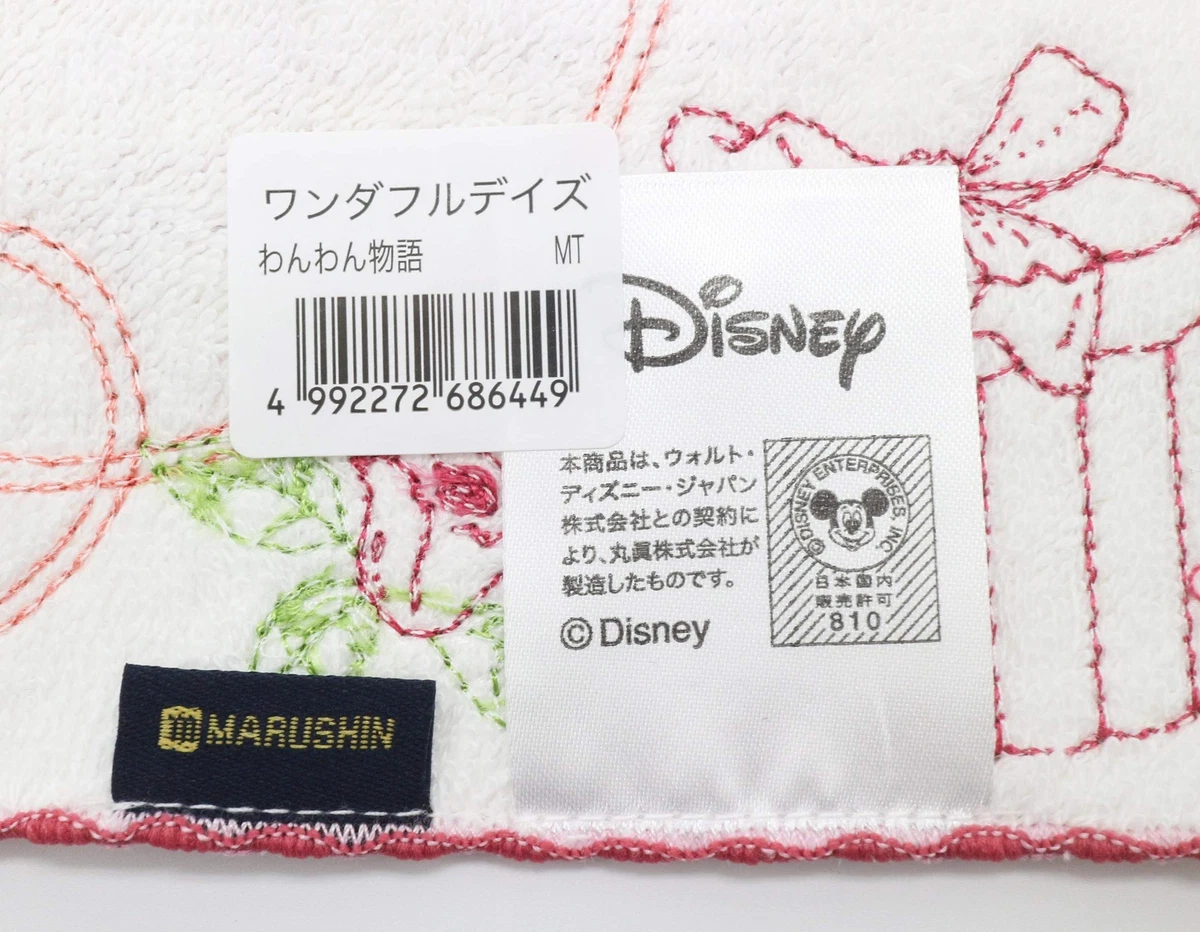 ワンダフルデイズ
わんわん物語 MT
4 992272 686449
Disney
本商品は、ウォルト・
ディズニー・ジャパン
株式会社との契約に
より、丸眞株式会社が
製造したものです。
© Disney
© DISNEY ENTERPRISES, INC.
日本国内
販売許可
810
MARUSHIN